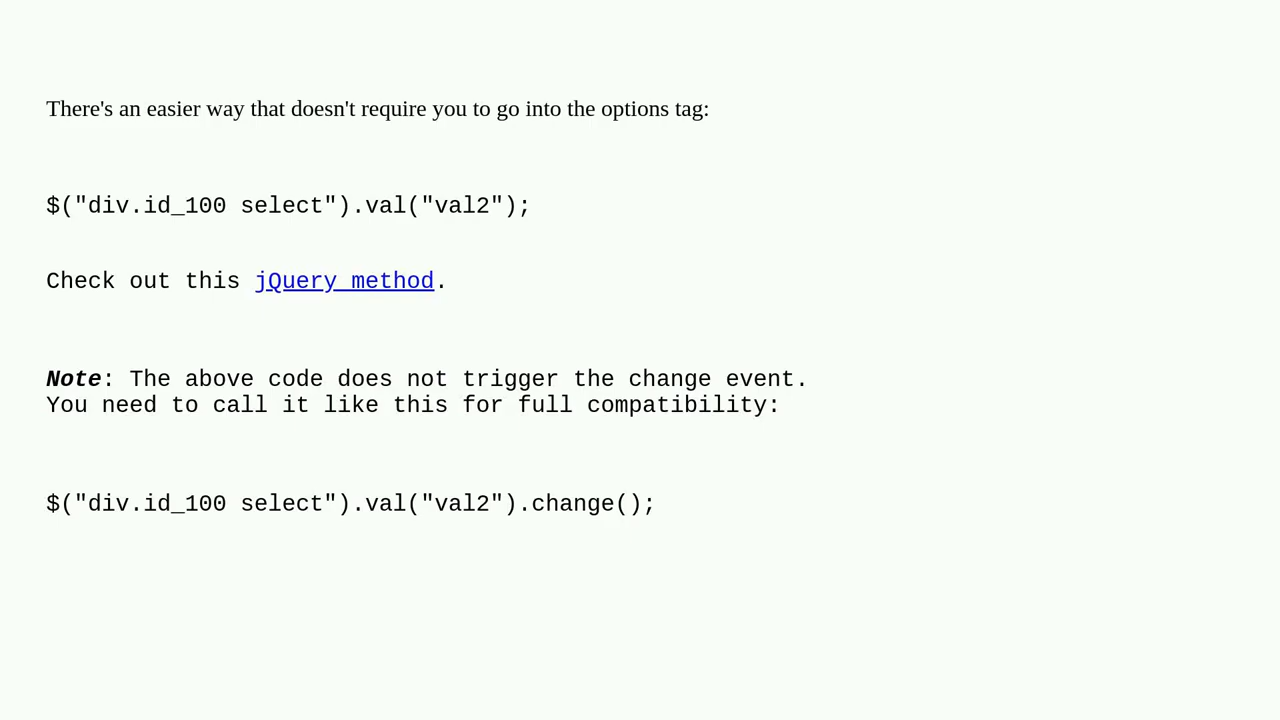 There's an easier way that doesn't require you to go into the options tag:
$("div.id_100 select").val("val2");
Check out this jQuery method.
Note: The above code does not trigger the change event.
You need to call it like this for full compatibility:
$("div.id_100 select").val("val2").change();